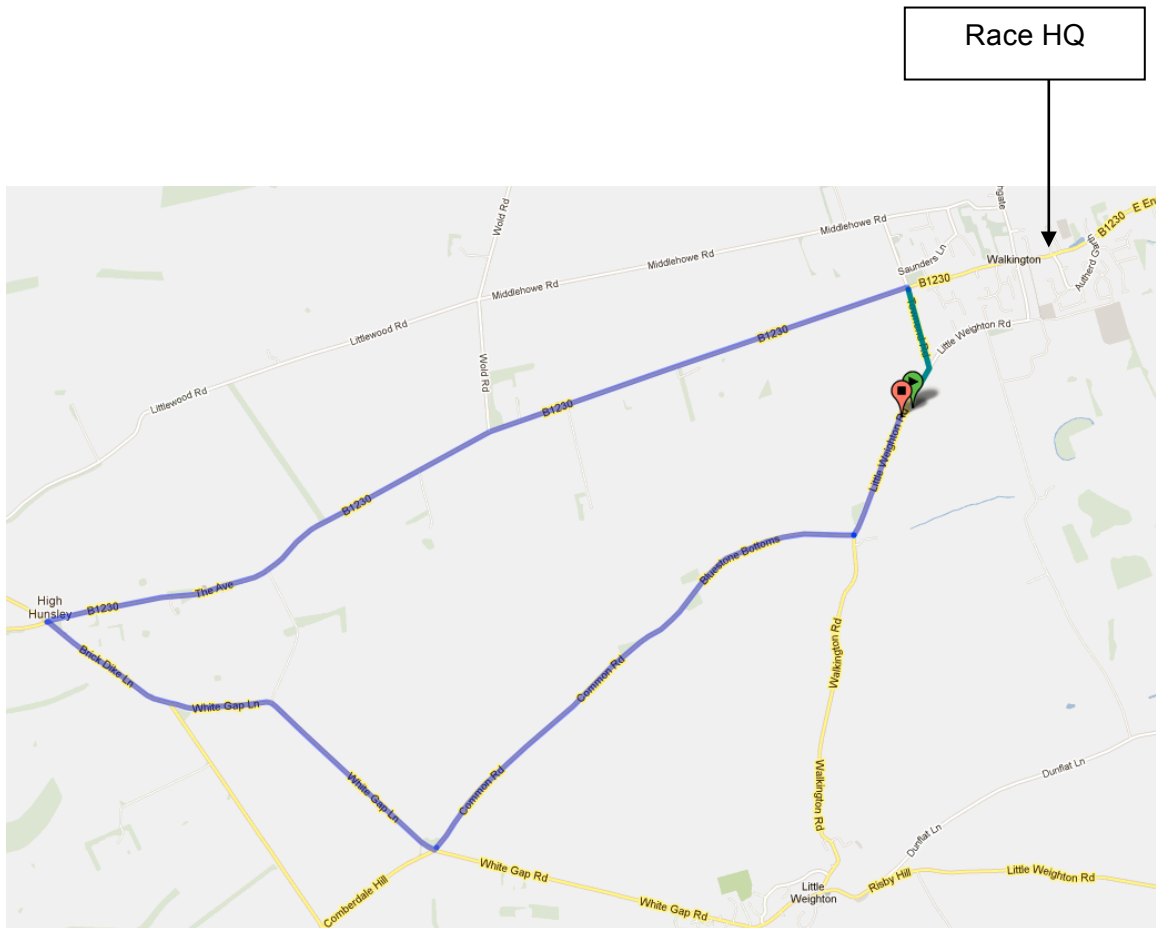 Race HQ
E En
B1230
Wold Rd
Middlehowe Rd
Middlehowe Rd
Saunders Ln
Walkington
Autherd Garth
B1230
Middlehowe Rd
Littlewood Rd
B1230
Little Weighton Rd
Wold Rd
Littlewood Rd
B1230
Little Weighton Rd
B1230
Bluestone Bottoms
The Ave
High
Hunsley
B1230
Walkington Rd
Brick Dike Ln
Common Rd
White Gap Ln
White Gap Ln
Common Rd
Walkington Rd
Dunflat Ln
Dunflat Ln
White Gap Rd
Comberdale Hill
Little
Weighton
Risby Hill
Little Weighton Rd
White Gap Rd